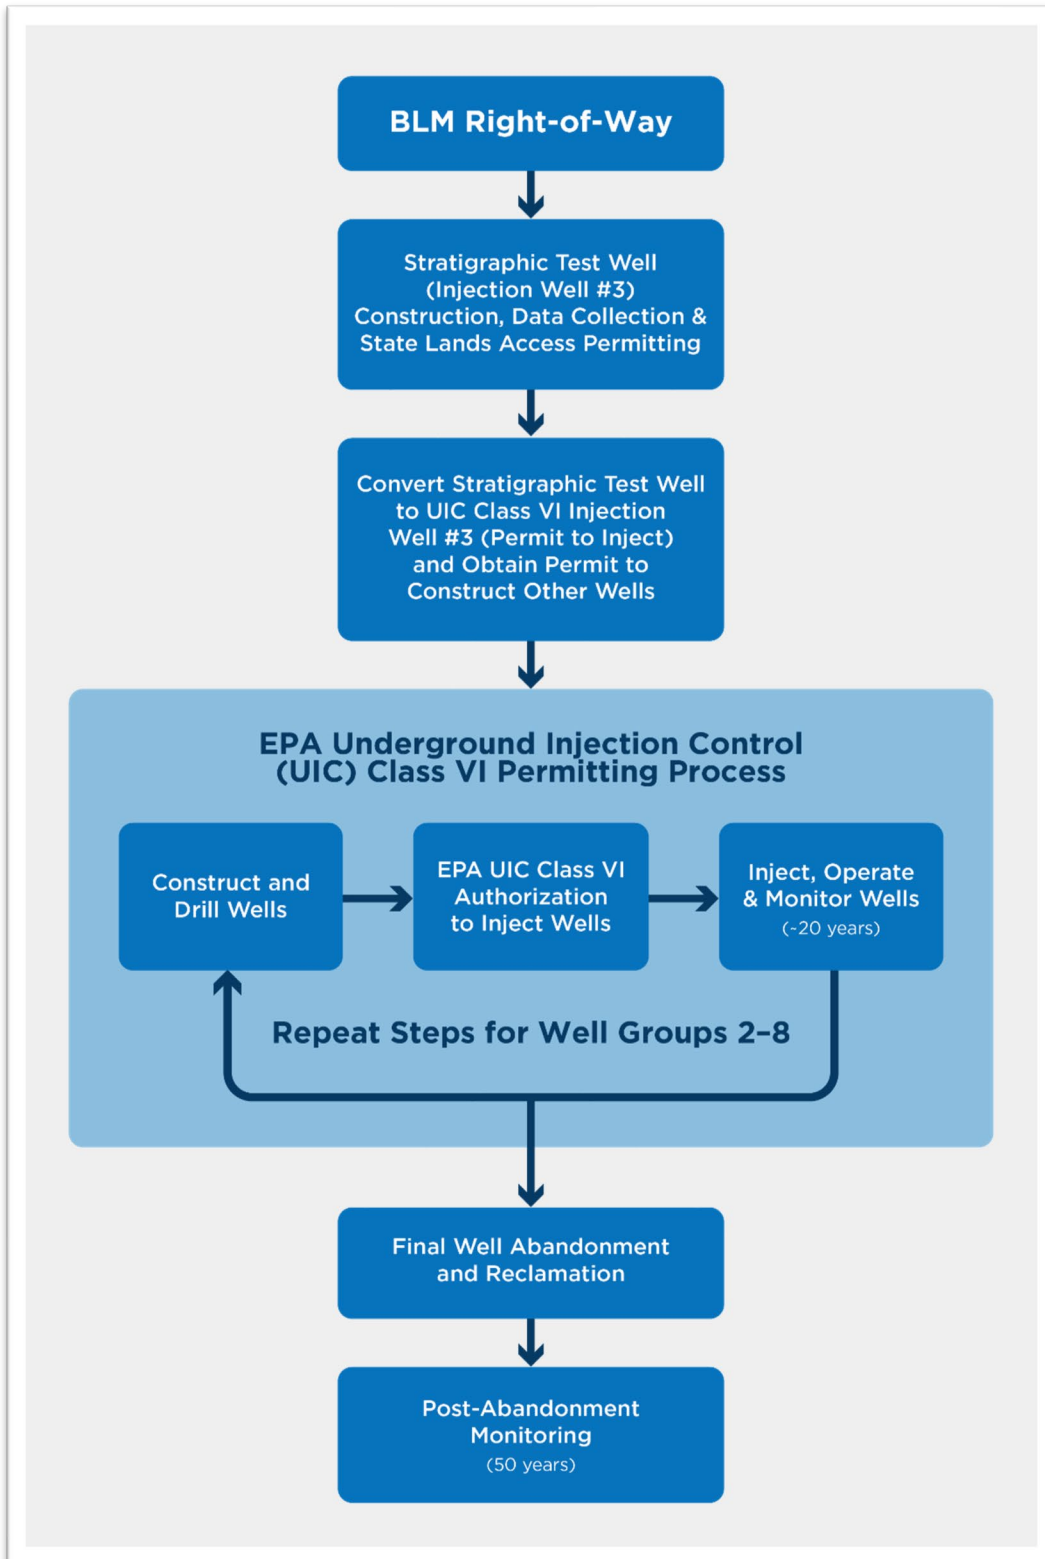 BLM Right-of-Way
Stratigraphic Test Well
(Injection Well #3)
Construction, Data Collection &
State Lands Access Permitting
Convert Stratigraphic Test Well
to UIC Class VI Injection
Well #3 (Permit to Inject)
and Obtain Permit to
Construct Other Wells
EPA Underground Injection Control
(UIC) Class VI Permitting Process
Construct and
Drill Wells
EPA UIC Class VI
Authorization
to Inject Wells
Inject, Operate
& Monitor Wells
(~20 years)
Repeat Steps for Well Groups 2–8
Final Well Abandonment
and Reclamation
Post-Abandonment
Monitoring
(50 years)